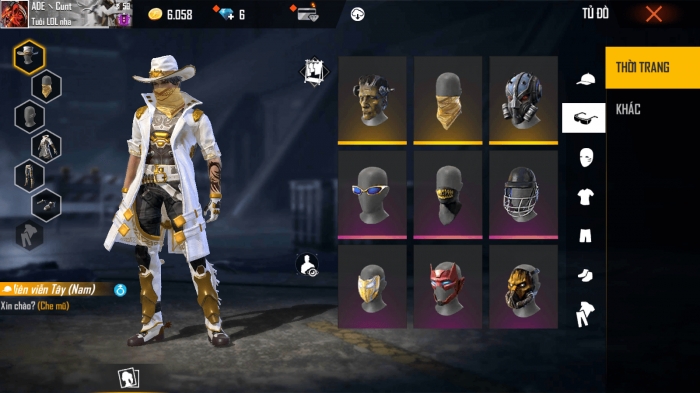 ADE ヽ Cunt
Tuổi LOL nha
6.058
6
TỦ ĐỒ
THỜI TRANG
KHÁC
Viễn Tây (Nam)
Xin chào? (Che mũ)